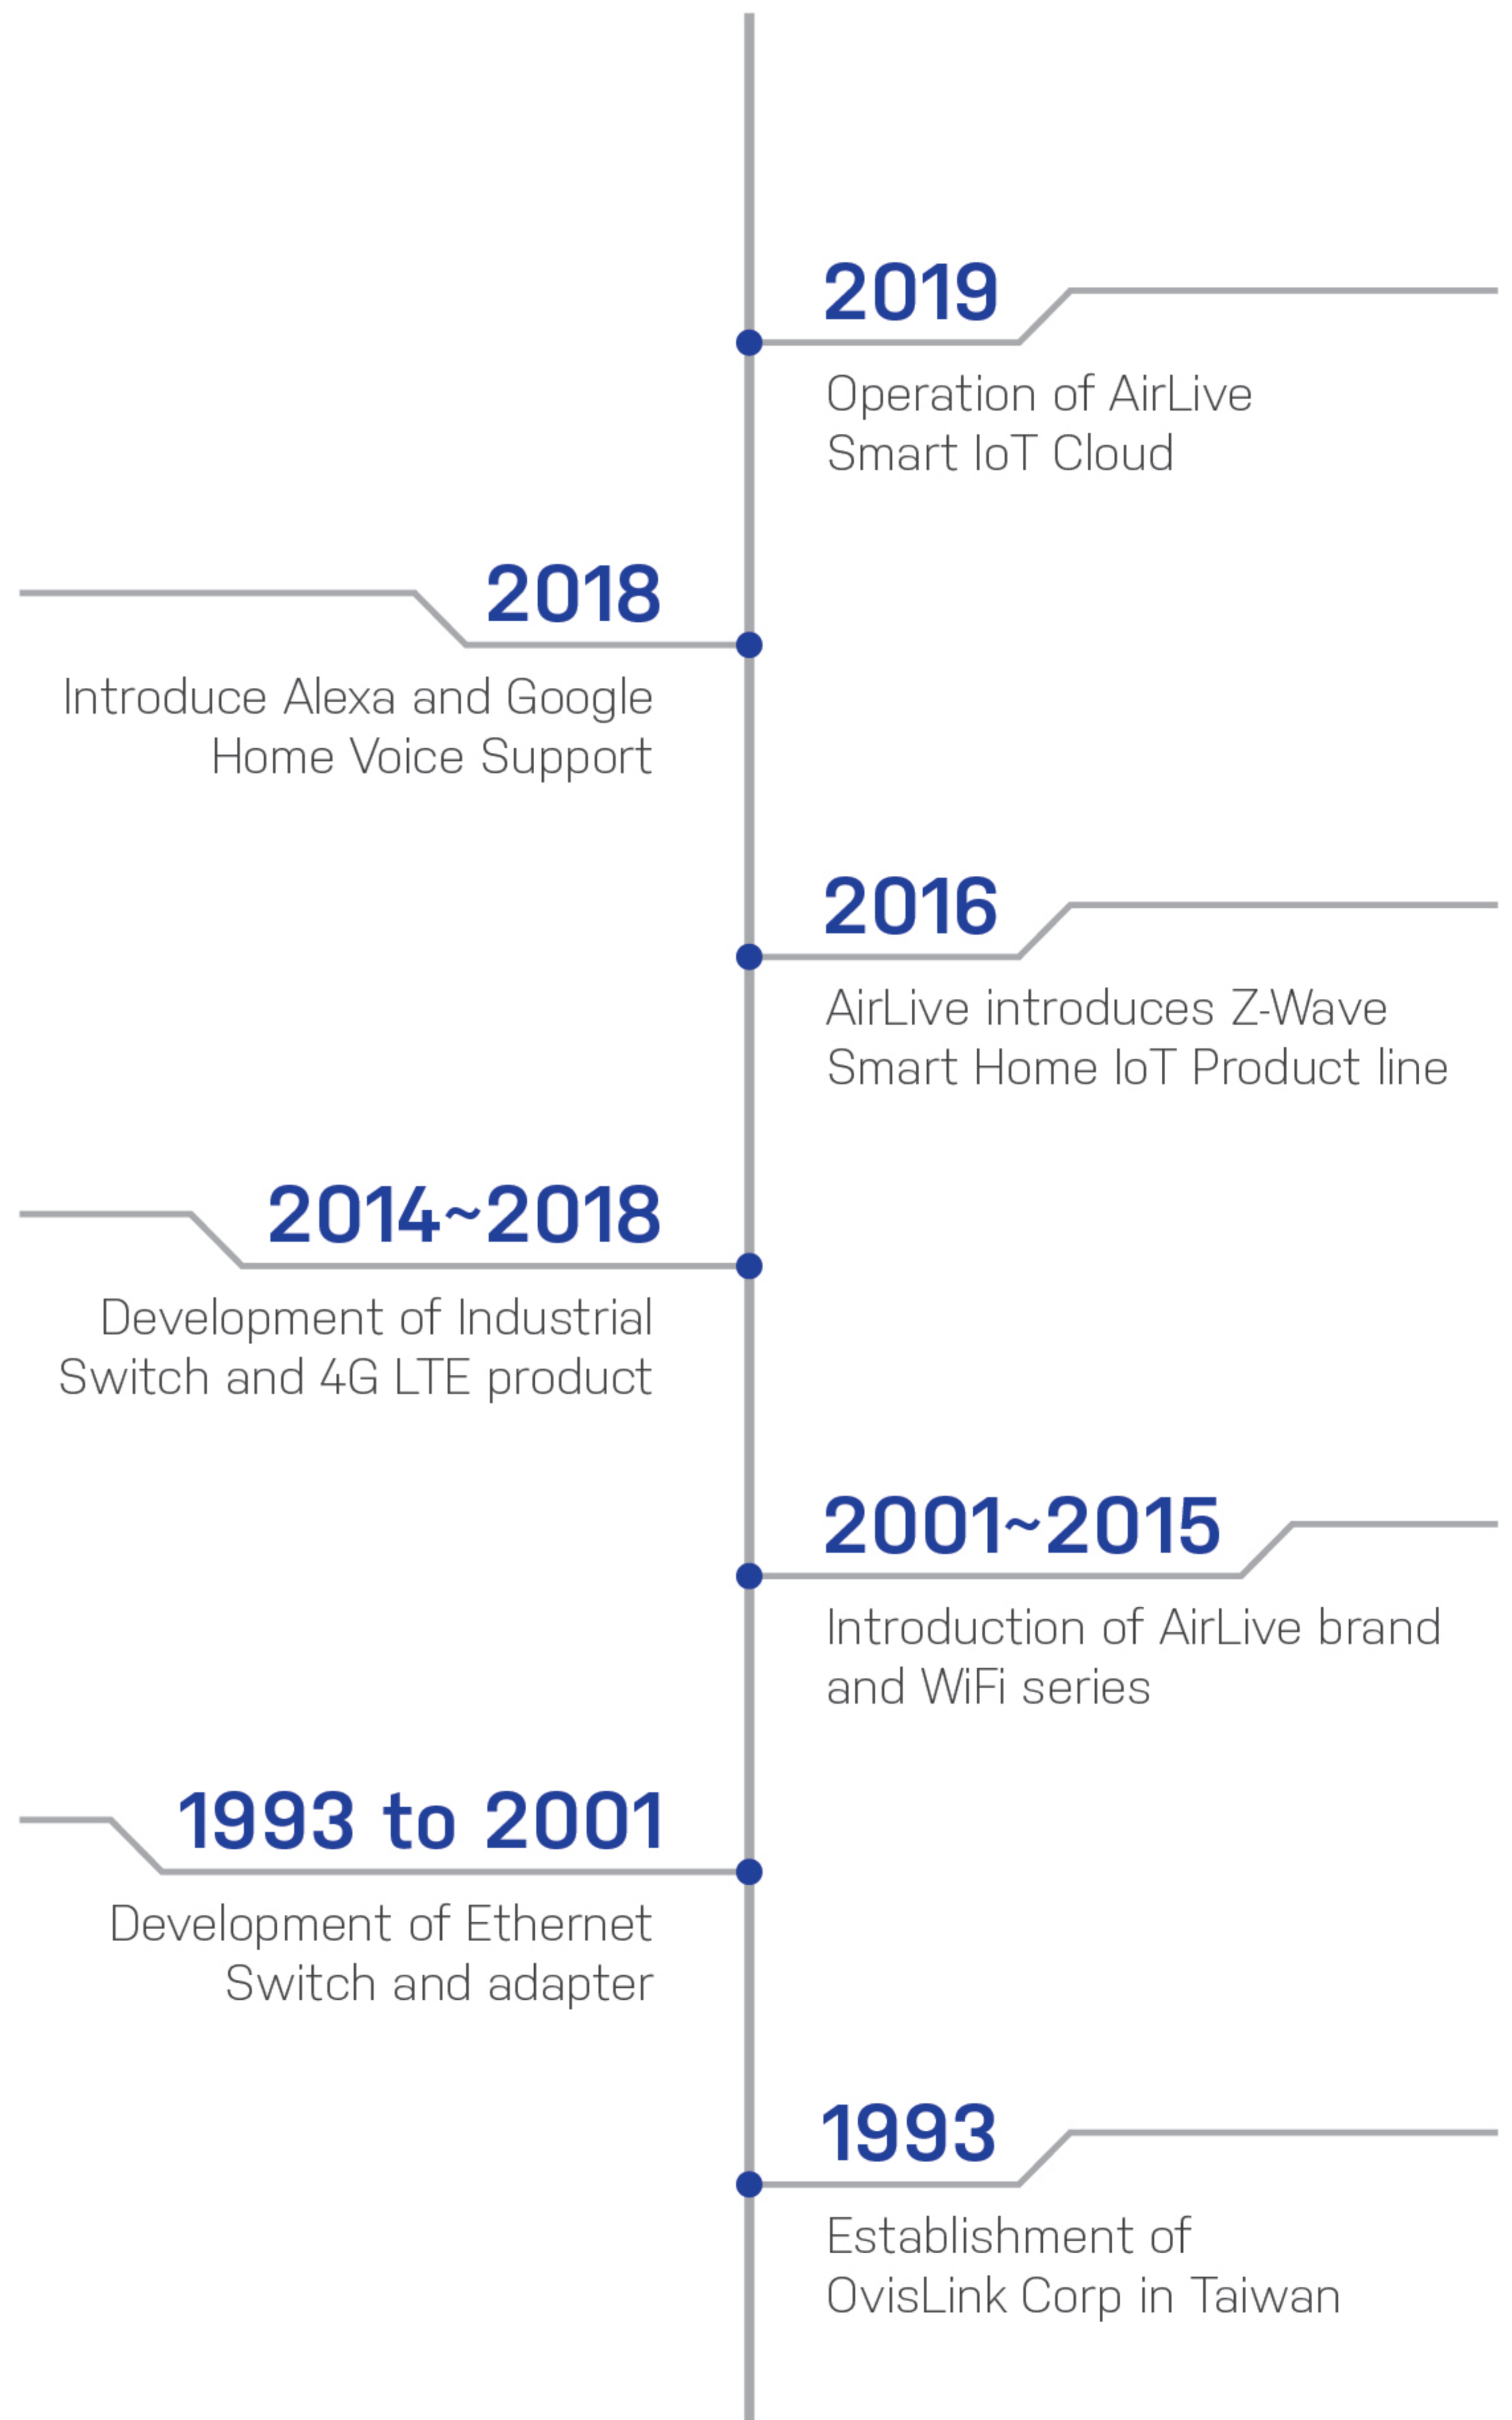 2019
Operation of AirLive
Smart IoT Cloud
2018
Introduce Alexa and Google
Home Voice Support
2016
AirLive introduces Z-Wave
Smart Home IoT Product line
2014~2018
Development of Industrial
Switch and 4G LTE product
2001~2015
Introduction of AirLive brand
and WiFi series
1993 to 2001
Development of Ethernet
Switch and adapter
1993
Establishment of
OvisLink Corp in Taiwan